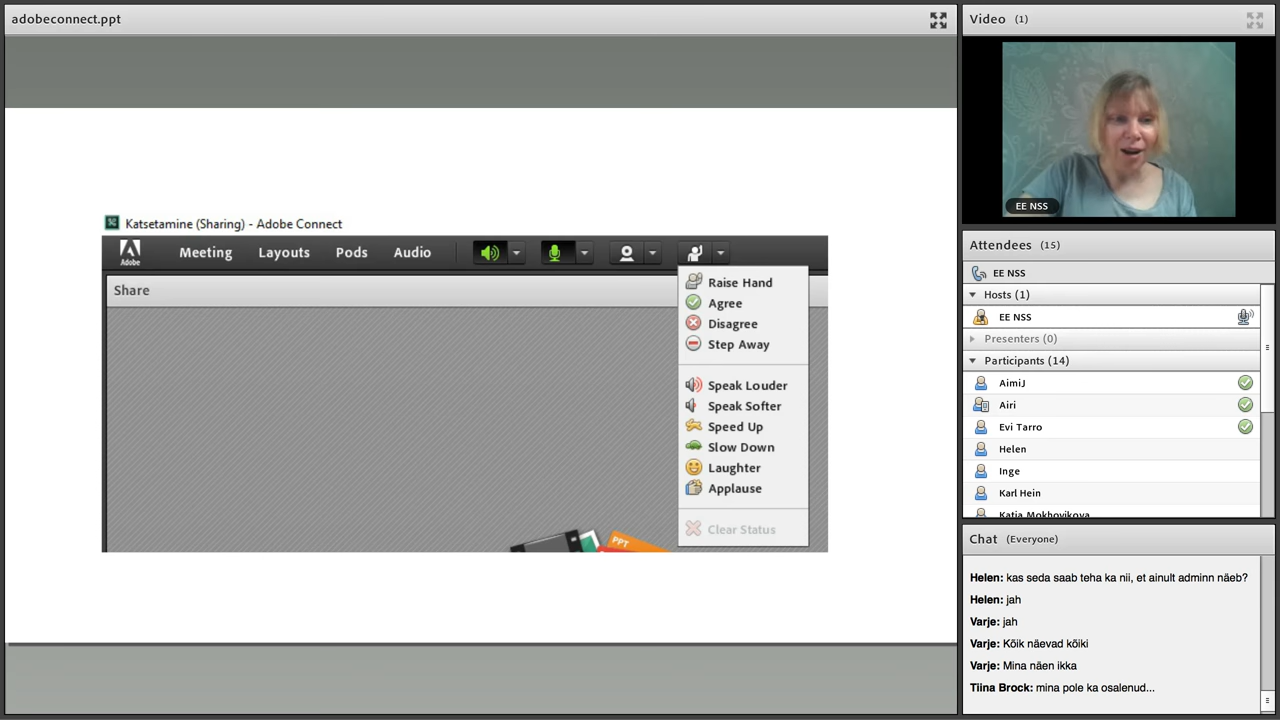 adobeconnect.ppt
Katsetamine (Sharing) - Adobe Connect
Adobe
Meeting Layouts Pods Audio
Share
Raise Hand
Agree
Disagree
Step Away
Speak Louder
Speak Softer
Speed Up
Slow Down
Laughter
Applause
Clear Status
PPT
Video (1)
EE NSS
Attendees (15)
EE NSS
Hosts (1)
EE NSS
Presenters (0)
Participants (14)
AimiJ
Airi
Evi Tarro
Helen
Inge
Karl Hein
Katja Mokhovikova
Chat (Everyone)
Helen: kas seda saab teha ka nii, et ainult adminn näeb?
Helen: jah
Varje: jah
Varje: Kõik näevad kõiki
Varje: Mina näen ikka
Tiina Brock: mina pole ka osalenud...